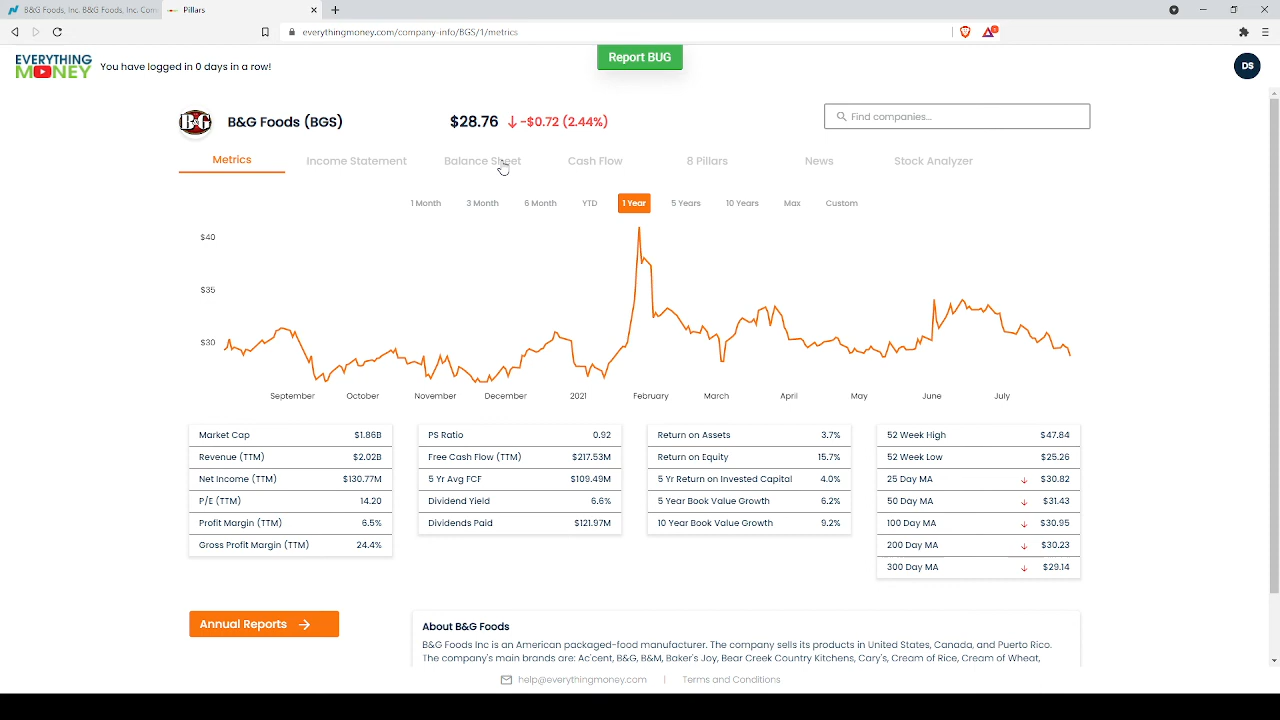 B&G Foods, Inc. B&G Foods, Inc. Com
Pillars
everythingmoney.com/company-info/BGS/1/metrics
EVERYTHING
MONEY
You have logged in 0 days in a row!
Report BUG
DS
B&G
B&G Foods (BGS)
$28.76
-$0.72 (2.44%)
Find companies...
Metrics
Income Statement
Balance Sheet
Cash Flow
8 Pillars
News
Stock Analyzer
1 Month
3 Month
6 Month
YTD
1 Year
5 Years
10 Years
Max
Custom
$40
$35
$30
September
October
November
December
2021
February
March
April
May
June
July
Market Cap $1.86B
Revenue (TTM) $2.02B
Net Income (TTM) $130.77M
P/E (TTM) 14.20
Profit Margin (TTM) 6.5%
Gross Profit Margin (TTM) 24.4%
PS Ratio 0.92
Free Cash Flow (TTM) $217.53M
5 Yr Avg FCF $109.49M
Dividend Yield 6.6%
Dividends Paid $121.97M
Return on Assets 3.7%
Return on Equity 15.7%
5 Yr Return on Invested Capital 4.0%
5 Year Book Value Growth 6.2%
10 Year Book Value Growth 9.2%
52 Week High $47.84
52 Week Low $25.26
25 Day MA $30.82
50 Day MA $31.43
100 Day MA $30.95
200 Day MA $30.23
300 Day MA $29.14
Annual Reports
About B&G Foods
B&G Foods Inc is an American packaged-food manufacturer. The company sells its products in United States, Canada, and Puerto Rico.
The company's main brands are: Ac'cent, B&G, B&M, Baker's Joy, Bear Creek Country Kitchens, Cary's, Cream of Rice, Cream of Wheat,
help@everythingmoney.com | Terms and Conditions